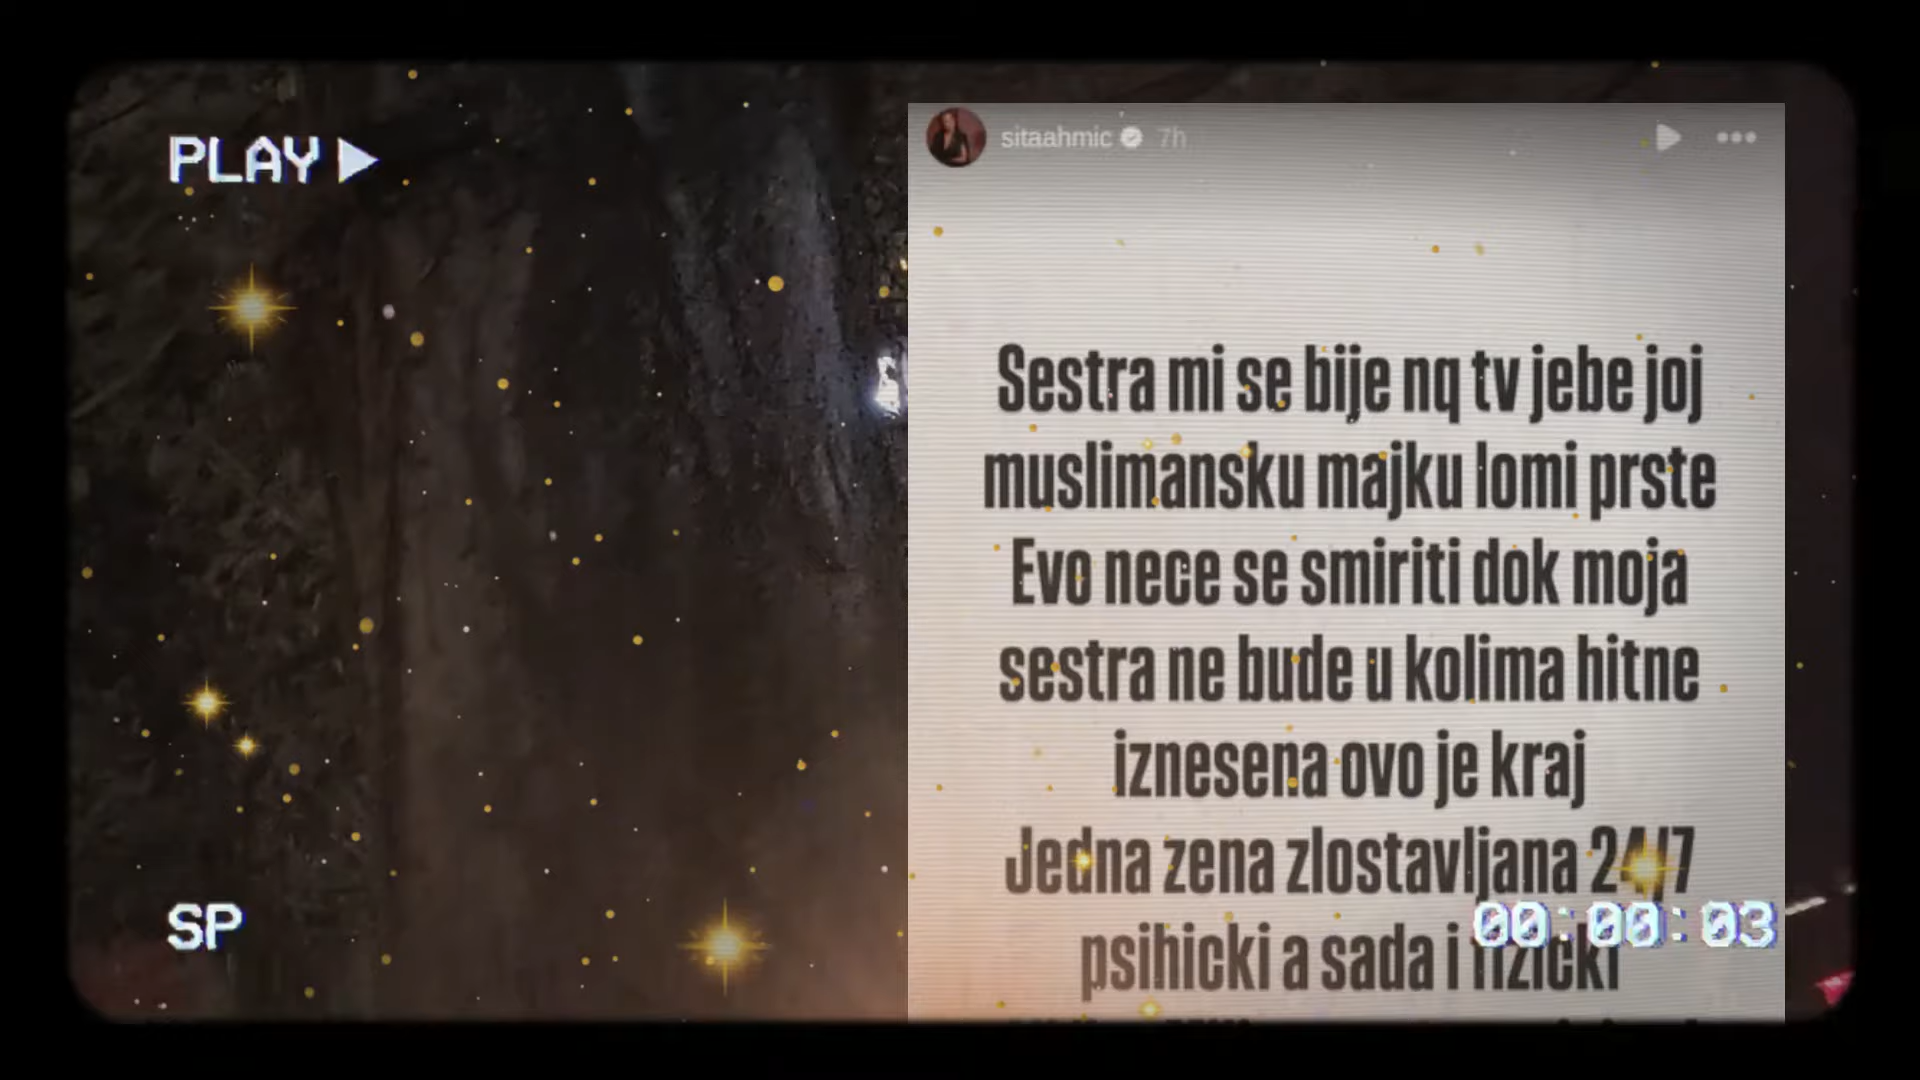 PLAY
sitaahmic 7h
Sestra mi se bije nq tv jebe joj
muslimansku majku lomi prste
Evo nece se smiriti dok moja
sestra ne bude u kolima hitne
iznesena ovo je kraj
Jedna zena zlostavljana 24/7
psihicki a sada i fizicki
SP
00:00:03